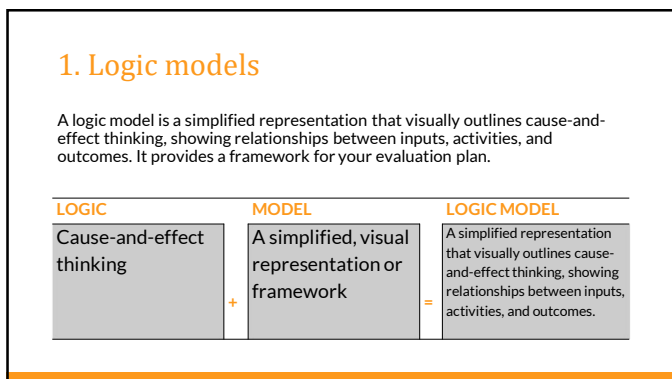 1. Logic models
A logic model is a simplified representation that visually outlines cause-and-
effect thinking, showing relationships between inputs, activities, and
outcomes. It provides a framework for your evaluation plan.
LOGIC
MODEL
LOGIC MODEL
Cause-and-effect
thinking
+
A simplified, visual
representation or
framework
=
A simplified representation
that visually outlines cause-
and-effect thinking, showing
relationships between inputs,
activities, and outcomes.